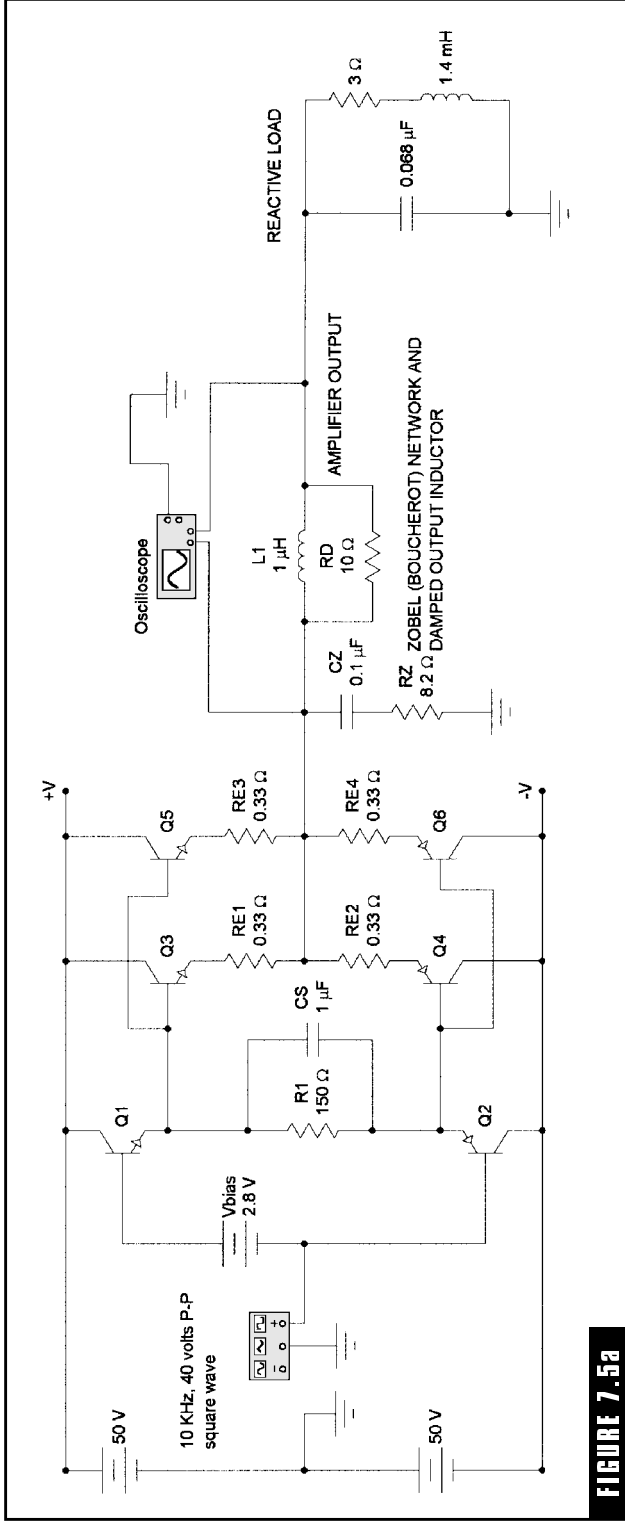 50 V
50 V
10 KHz, 40 volts P-P
square wave
Vbias
2.8 V
Q1
Q2
R1
150 Ω
CS
1 µF
+V
-V
Q3
Q4
RE1
0.33 Ω
RE2
0.33 Ω
Q5
Q6
RE3
0.33 Ω
RE4
0.33 Ω
Oscilloscope
CZ
0.1 µF
RZ
8.2 Ω
L1
1 µH
RD
10 Ω
AMPLIFIER OUTPUT
ZOBEL (BOUCHEROT) NETWORK AND
DAMPED OUTPUT INDUCTOR
REACTIVE LOAD
0.068 µF
3 Ω
1.4 mH
FIGURE 7.5a